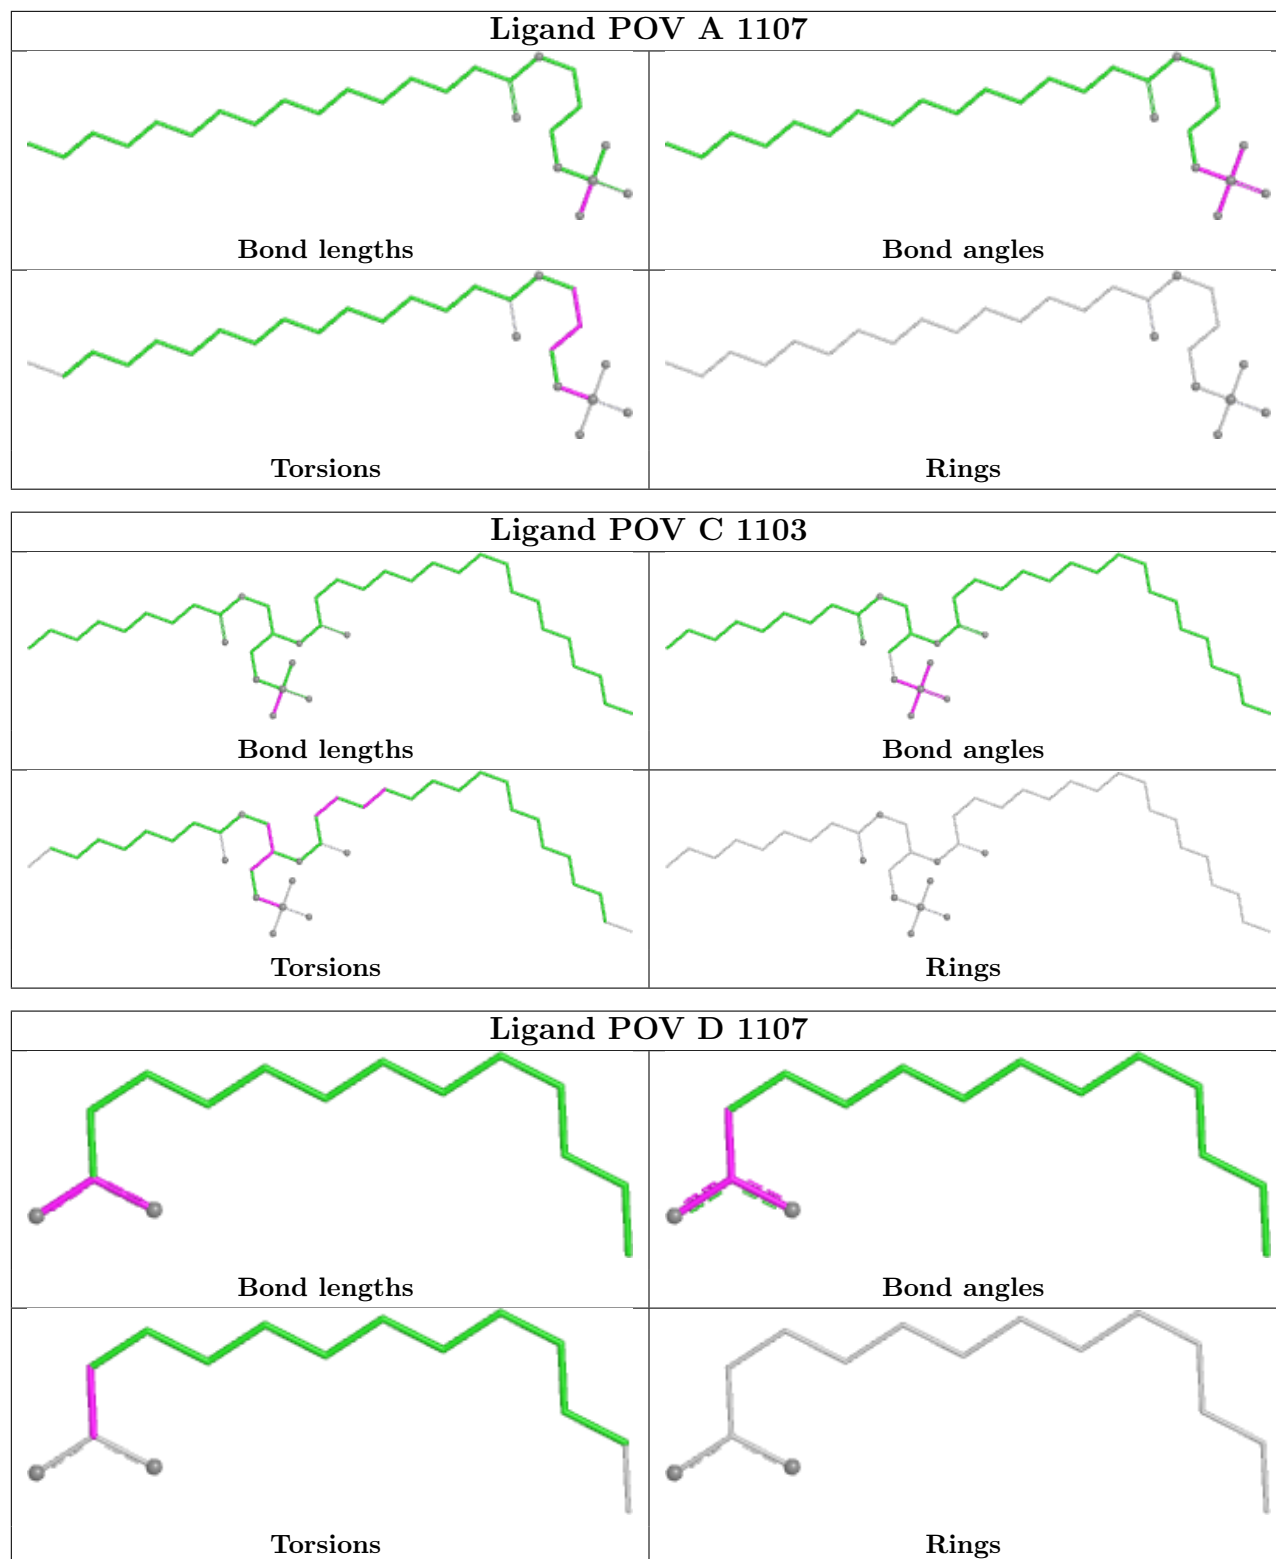 Ligand POV A 1107
Bond lengths
Bond angles
Torsions
Rings
Ligand POV C 1103
Bond lengths
Bond angles
Torsions
Rings
Ligand POV D 1107
Bond lengths
Bond angles
Torsions
Rings